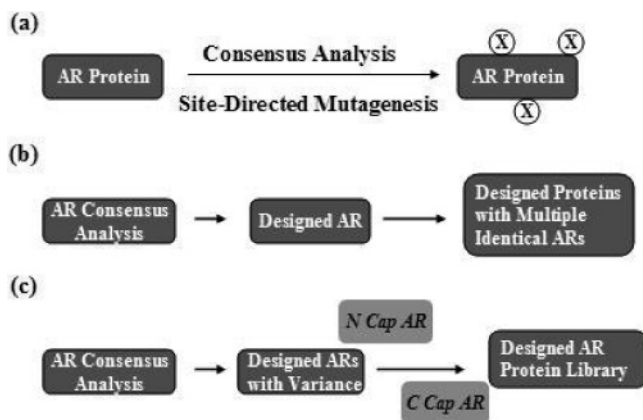 (a)
Consensus Analysis
AR Protein
AR Protein
X
X
X
Site-Directed Mutagenesis
(b)
AR Consensus
Analysis
Designed AR
Designed Proteins
with Multiple
Identical ARs
(c)
N Cap AR
AR Consensus
Analysis
Designed ARs
with Variance
Designed AR
Protein Library
C Cap AR